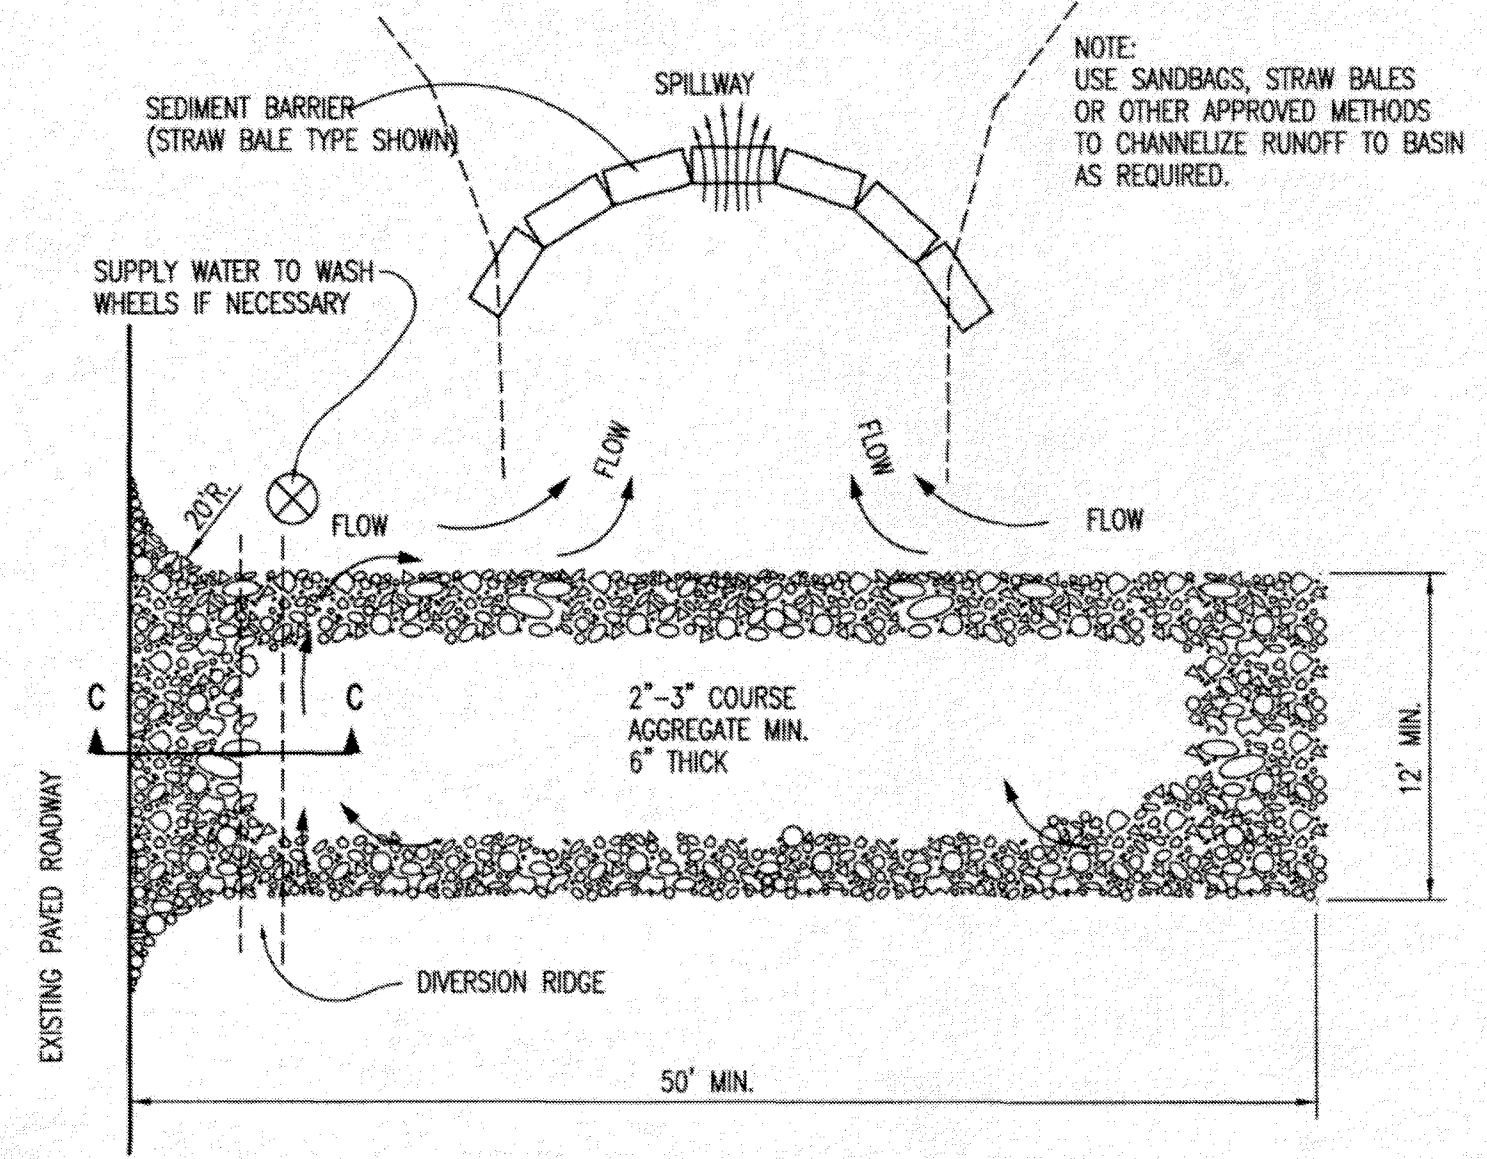 SPILLWAY
NOTE:
USE SANDBAGS, STRAW BALES
OR OTHER APPROVED METHODS
TO CHANNELIZE RUNOFF TO BASIN
AS REQUIRED.
SEDIMENT BARRIER
(STRAW BALE TYPE SHOWN)
SUPPLY WATER TO WASH
WHEELS IF NECESSARY
20'R.
FLOW
FLOW
FLOW
FLOW
C
C
2"-3" COURSE
AGGREGATE MIN.
6" THICK
12' MIN.
EXISTING PAVED ROADWAY
DIVERSION RIDGE
50' MIN.